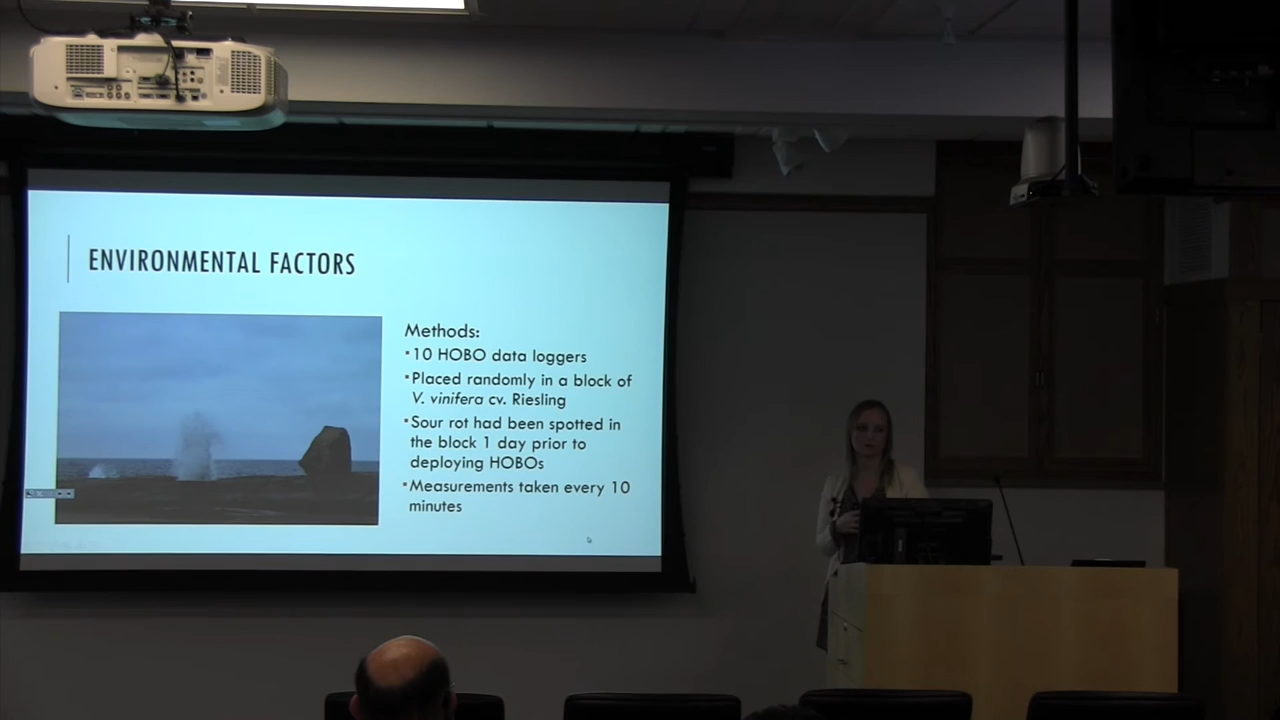 ENVIRONMENTAL FACTORS
Methods:
▪10 HOBO data loggers
▪Placed randomly in a block of
V. vinifera cv. Riesling
▪Sour rot had been spotted in
the block 1 day prior to
deploying HOBOs
▪Measurements taken every 10
minutes